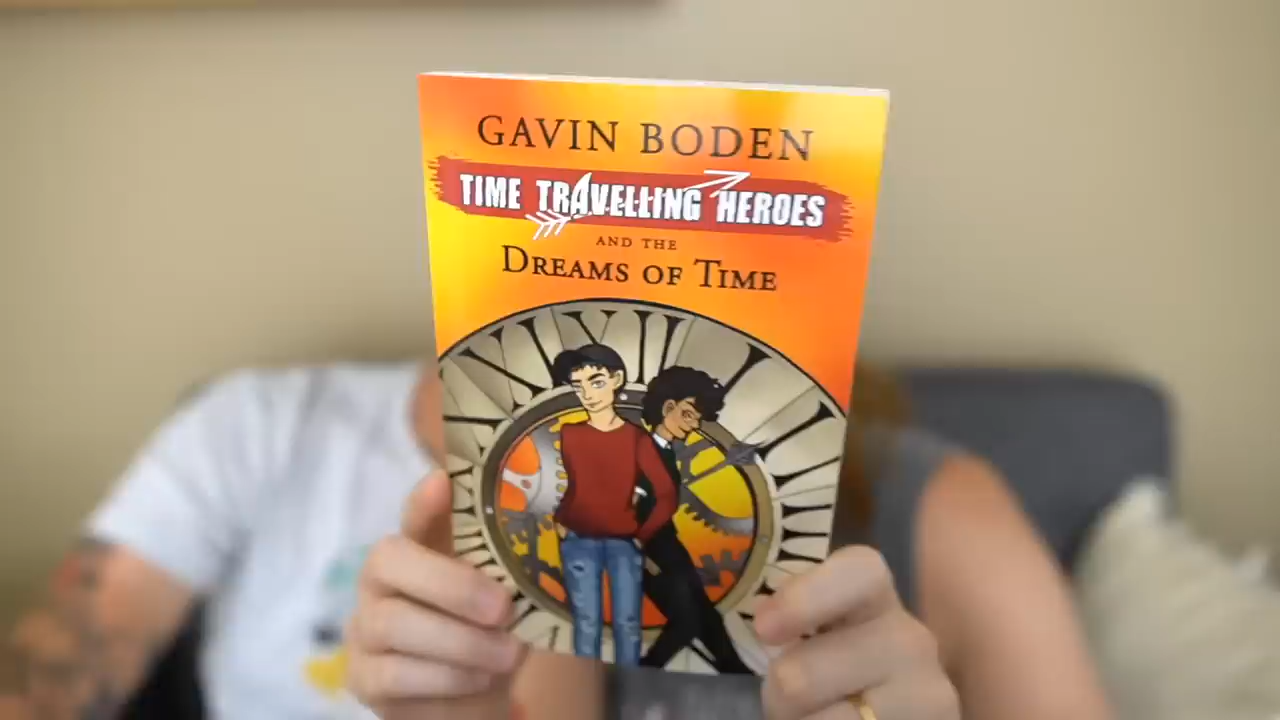 GAVIN BODEN
TIME TRAVELLING HEROES
AND THE
DREAMS OF TIME